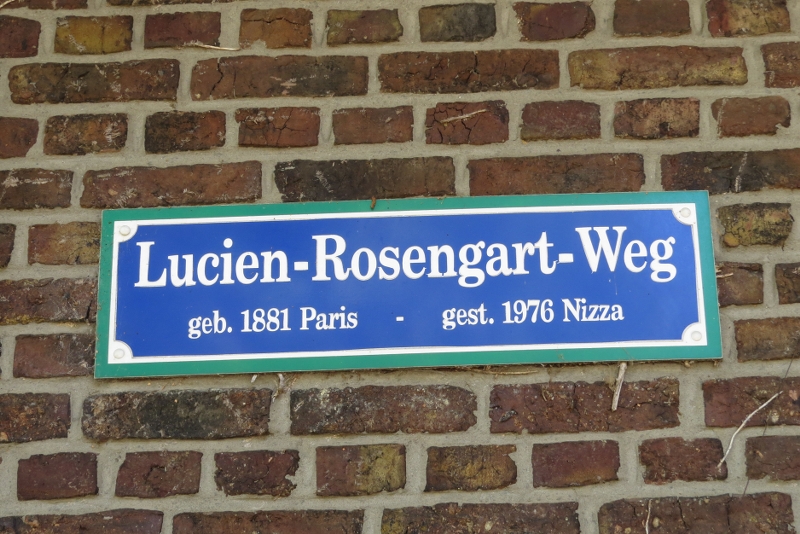 Lucien-Rosengart-Weg
geb. 1881 Paris - gest. 1976 Nizza